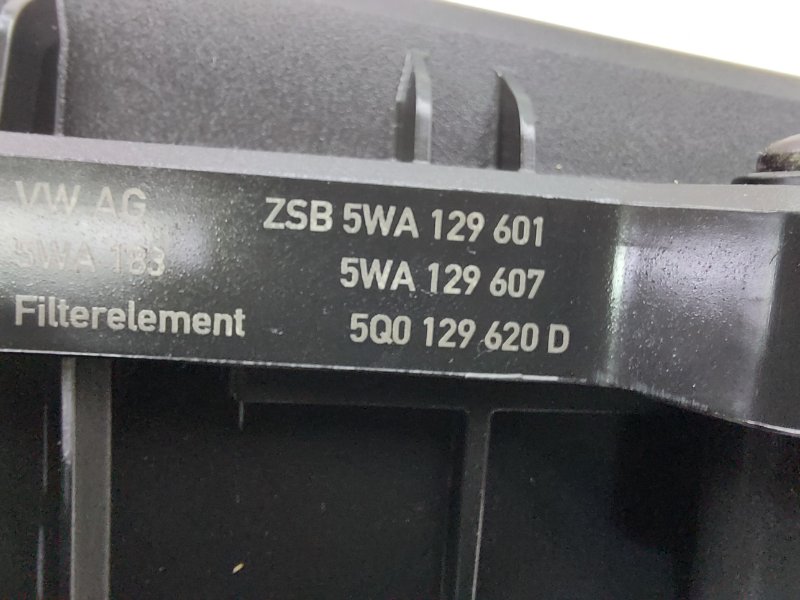 VW AG ZSB 5WA 129 601
5WA 183 5WA 129 607
Filterelement 5Q0 129 620 D